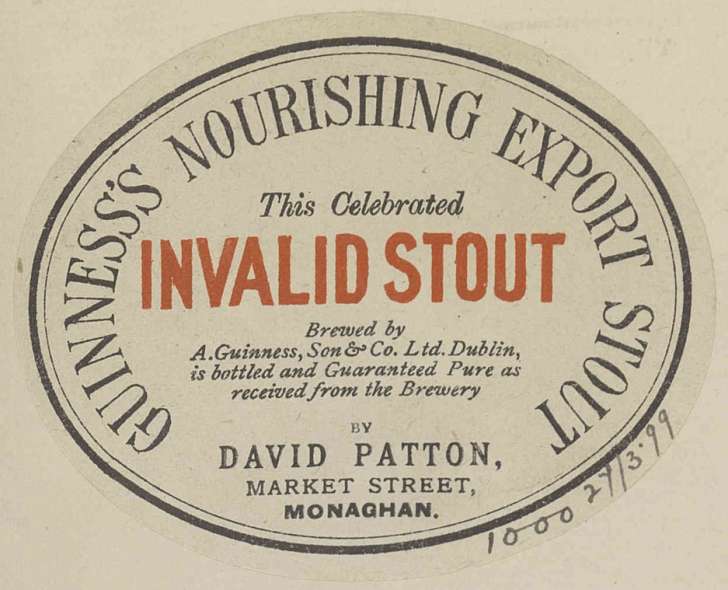 GUINNESS'S NOURISHING EXPORT STOUT
This Celebrated
INVALID STOUT
Brewed by
A. Guinness, Son & Co. Ltd. Dublin,
is bottled and Guaranteed Pure as
received from the Brewery
BY
DAVID PATTON,
MARKET STREET,
MONAGHAN.
1000 27/3.99